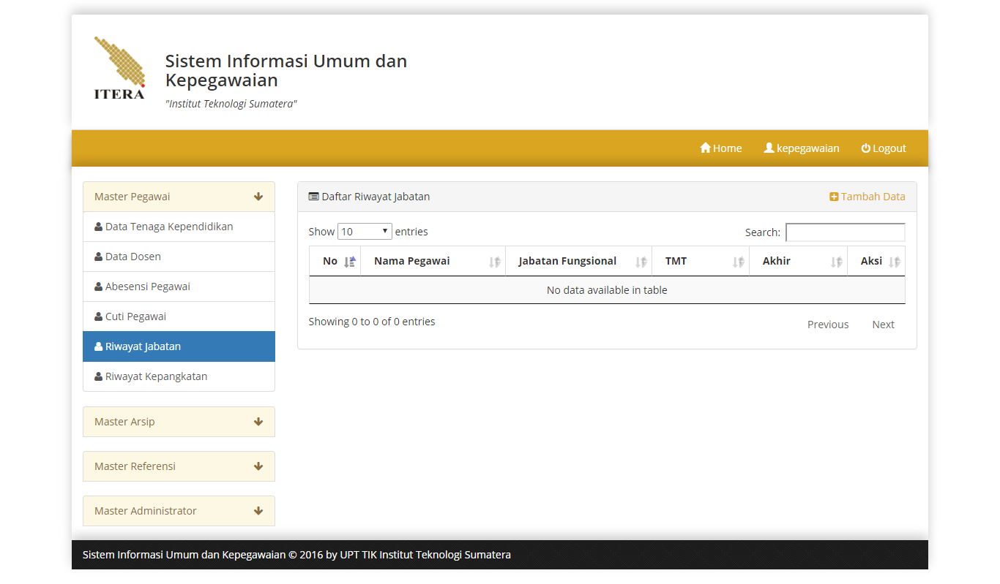 ITERA
Sistem Informasi Umum dan
Kepegawaian
"Institut Teknologi Sumatera"
Home kepegawaian Logout
Master Pegawai
Data Tenaga Kependidikan
Data Dosen
Abesensi Pegawai
Cuti Pegawai
Riwayat Jabatan
Riwayat Kepangkatan
Master Arsip
Master Referensi
Master Administrator
Daftar Riwayat Jabatan Tambah Data
Show 10 entries Search:
No Nama Pegawai Jabatan Fungsional TMT Akhir Aksi
No data available in table
Showing 0 to 0 of 0 entries Previous Next
Sistem Informasi Umum dan Kepegawaian © 2016 by UPT TIK Institut Teknologi Sumatera